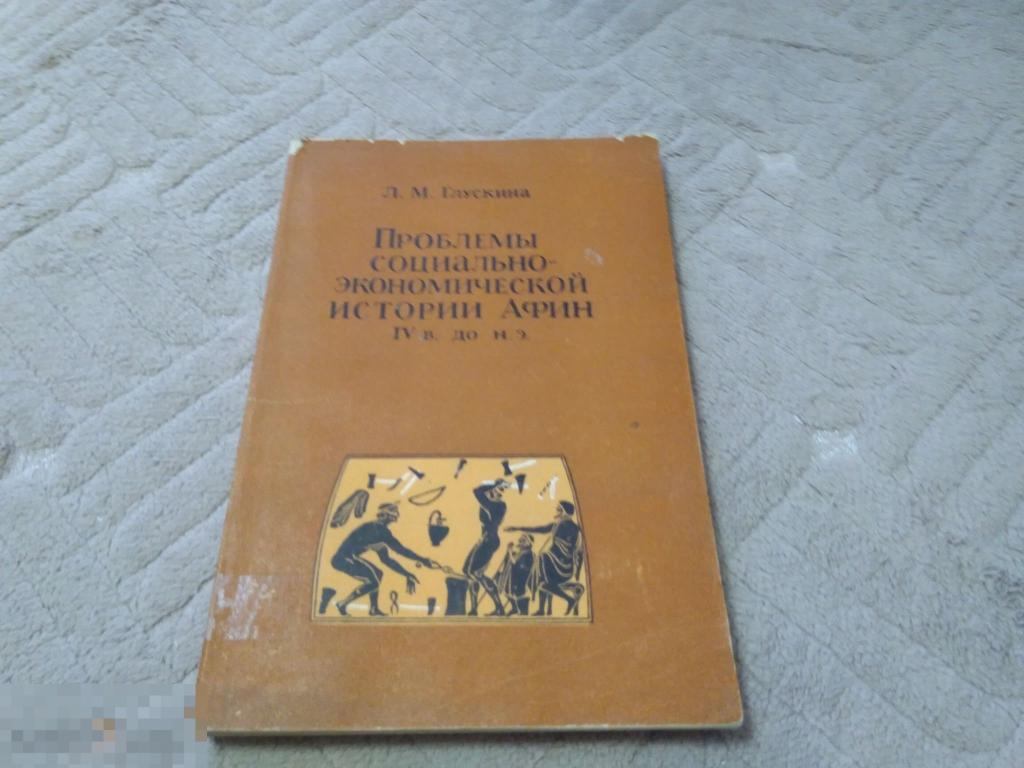 Л. М. Глускина
Проблемы
социально-
экономической
истории Афин
IV в. до н. э.